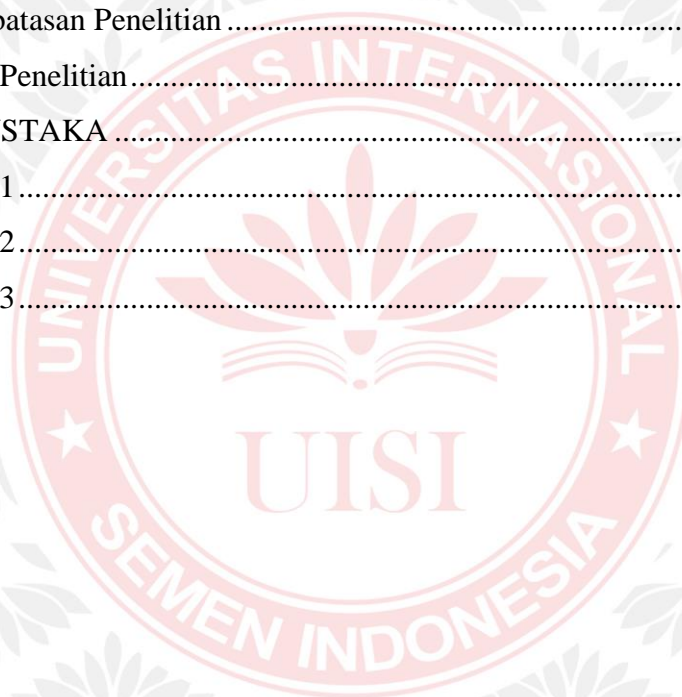 batasan Penelitian ........................................................................
Penelitian ........................................................................
STAKA ........................................................................
1 ........................................................................
2 ........................................................................
3 ........................................................................
UNIVERSITAS INTERNASIONAL
UISI
SEMEN INDONESIA